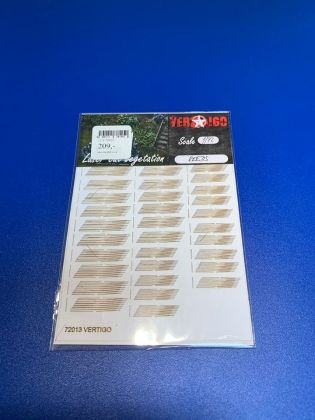 VERTIGO
209,-
Scale 1/72
Laser Cut Vegetation
REEDS
72013 VERTIGO